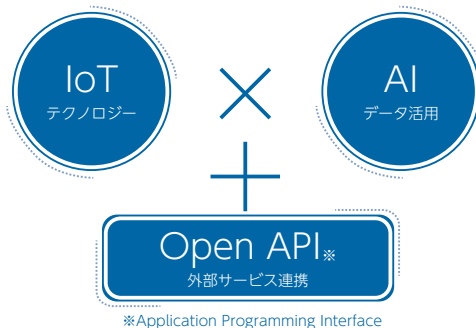 IoT
テクノロジー
×
AI
データ活用
+
Open API※
外部サービス連携
※Application Programming Interface